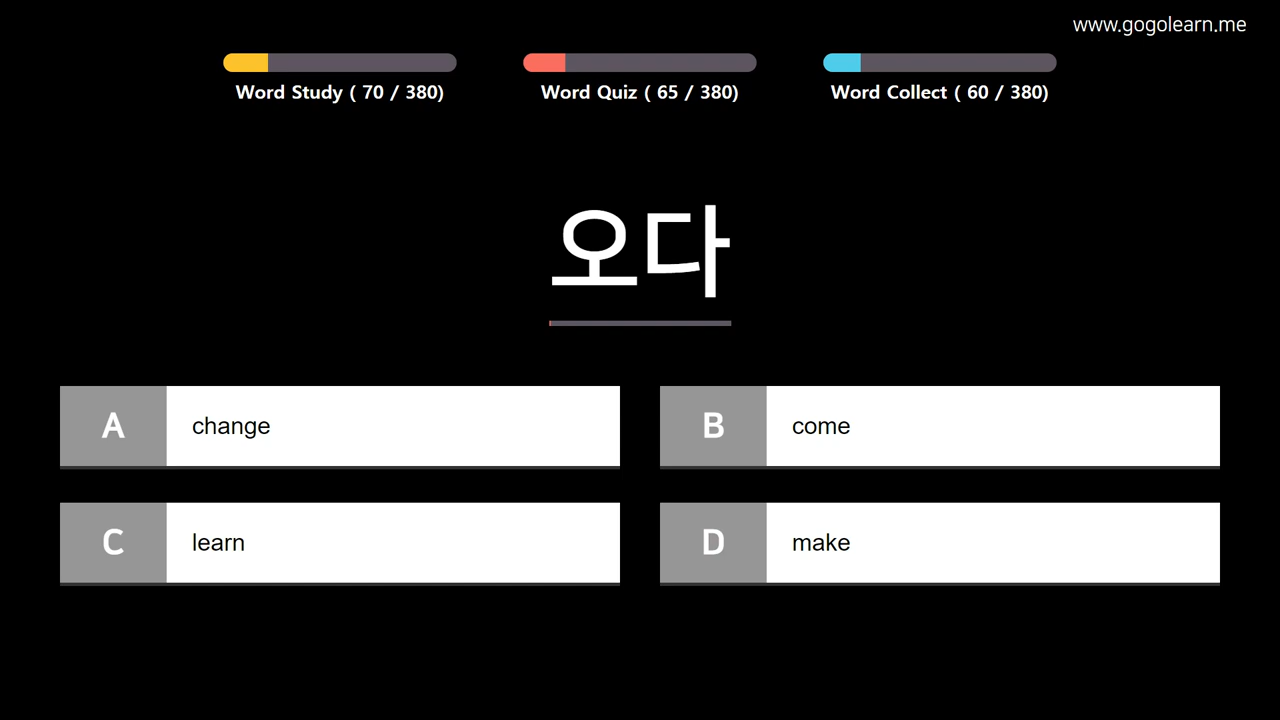 www.gogolearn.me
Word Study ( 70 / 380)
Word Quiz ( 65 / 380)
Word Collect ( 60 / 380)
오다
A change
B come
C learn
D make